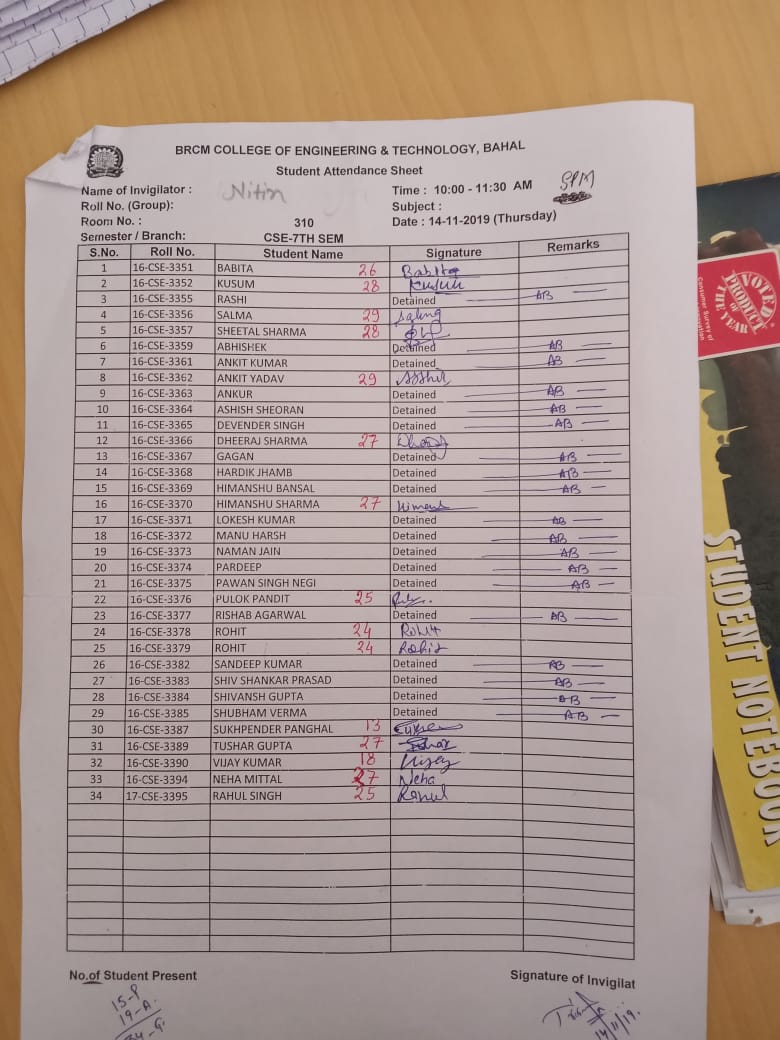 BRCM COLLEGE OF ENGINEERING & TECHNOLOGY, BAHAL
Student Attendance Sheet
Name of Invigilator : Nitin Time : 10:00 - 11:30 AM SPM
Roll No. (Group): Subject :
Room No. : 310 Date : 14-11-2019 (Thursday)
Semester / Branch: CSE-7TH SEM
S.No. Roll No. Student Name Signature Remarks
1 16-CSE-3351 BABITA 26 Babita
2 16-CSE-3352 KUSUM 28 Kusum
3 16-CSE-3355 RASHI Detained AB
4 16-CSE-3356 SALMA 29 Salma
5 16-CSE-3357 SHEETAL SHARMA 28
6 16-CSE-3359 ABHISHEK Detained AB
7 16-CSE-3361 ANKIT KUMAR Detained AB
8 16-CSE-3362 ANKIT YADAV 29
9 16-CSE-3363 ANKUR Detained AB
10 16-CSE-3364 ASHISH SHEORAN Detained AB
11 16-CSE-3365 DEVENDER SINGH Detained AB
12 16-CSE-3366 DHEERAJ SHARMA 27
13 16-CSE-3367 GAGAN Detained AB
14 16-CSE-3368 HARDIK JHAMB Detained AB
15 16-CSE-3369 HIMANSHU BANSAL Detained AB
16 16-CSE-3370 HIMANSHU SHARMA 27
17 16-CSE-3371 LOKESH KUMAR Detained AB
18 16-CSE-3372 MANU HARSH Detained AB
19 16-CSE-3373 NAMAN JAIN Detained AB
20 16-CSE-3374 PARDEEP Detained AB
21 16-CSE-3375 PAWAN SINGH NEGI Detained AB
22 16-CSE-3376 PULOK PANDIT 25
23 16-CSE-3377 RISHAB AGARWAL Detained AB
24 16-CSE-3378 ROHIT 24 Rohit
25 16-CSE-3379 ROHIT 24 Rohit
26 16-CSE-3382 SANDEEP KUMAR Detained AB
27 16-CSE-3383 SHIV SHANKAR PRASAD Detained AB
28 16-CSE-3384 SHIVANSH GUPTA Detained AB
29 16-CSE-3385 SHUBHAM VERMA Detained AB
30 16-CSE-3387 SUKHPENDER PANGHAL 13
31 16-CSE-3389 TUSHAR GUPTA 27
32 16-CSE-3390 VIJAY KUMAR 18 Vijay
33 16-CSE-3394 NEHA MITTAL 27 Neha
34 17-CSE-3395 RAHUL SINGH 25 Rahul
No.of Student Present Signature of Invigilat
15-P
19-A
14/11/19.
VOTED
PRODUCT
OF
THE YEAR
Consumer Survey of
STUDENT NOTEBOOK